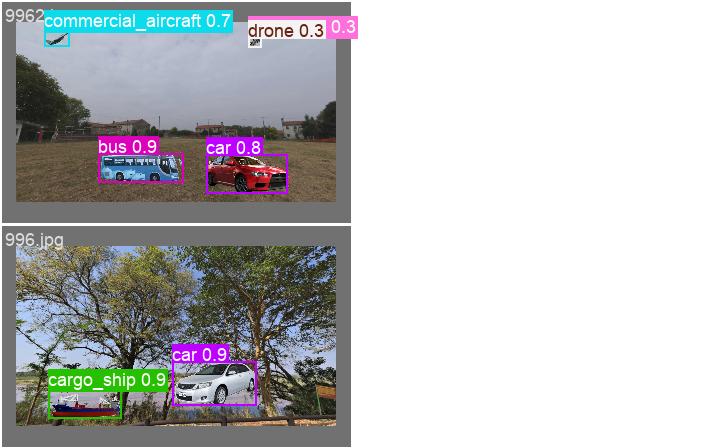 9962
commercial_aircraft 0.7
drone 0.3
0.3
bus 0.9
car 0.8
996.jpg
car 0.9
cargo_ship 0.9